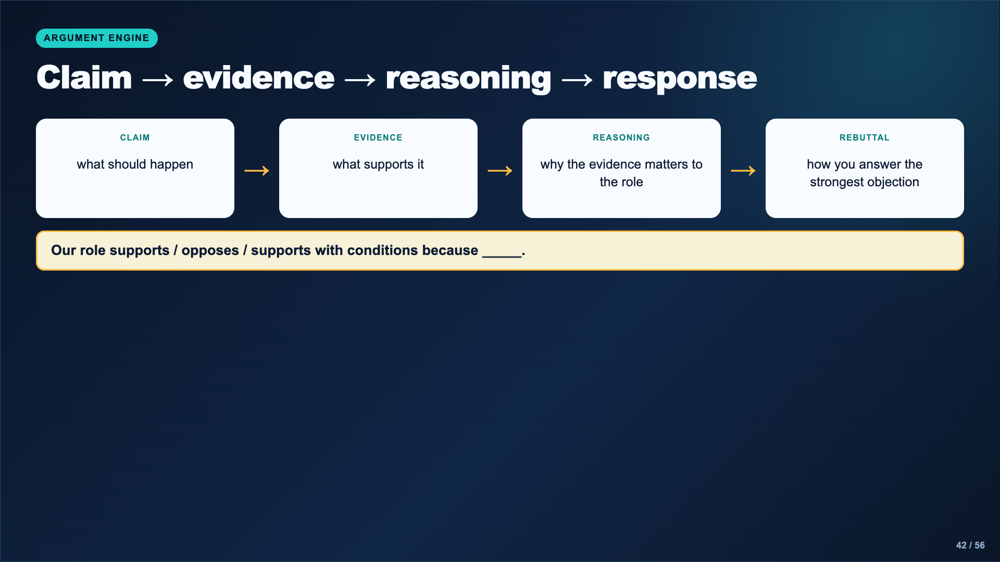 ARGUMENT ENGINE
Claim → evidence → reasoning → response
CLAIM
what should happen
→
EVIDENCE
what supports it
→
REASONING
why the evidence matters to
the role
→
REBUTTAL
how you answer the
strongest objection
Our role supports / opposes / supports with conditions because _____.
42 / 56